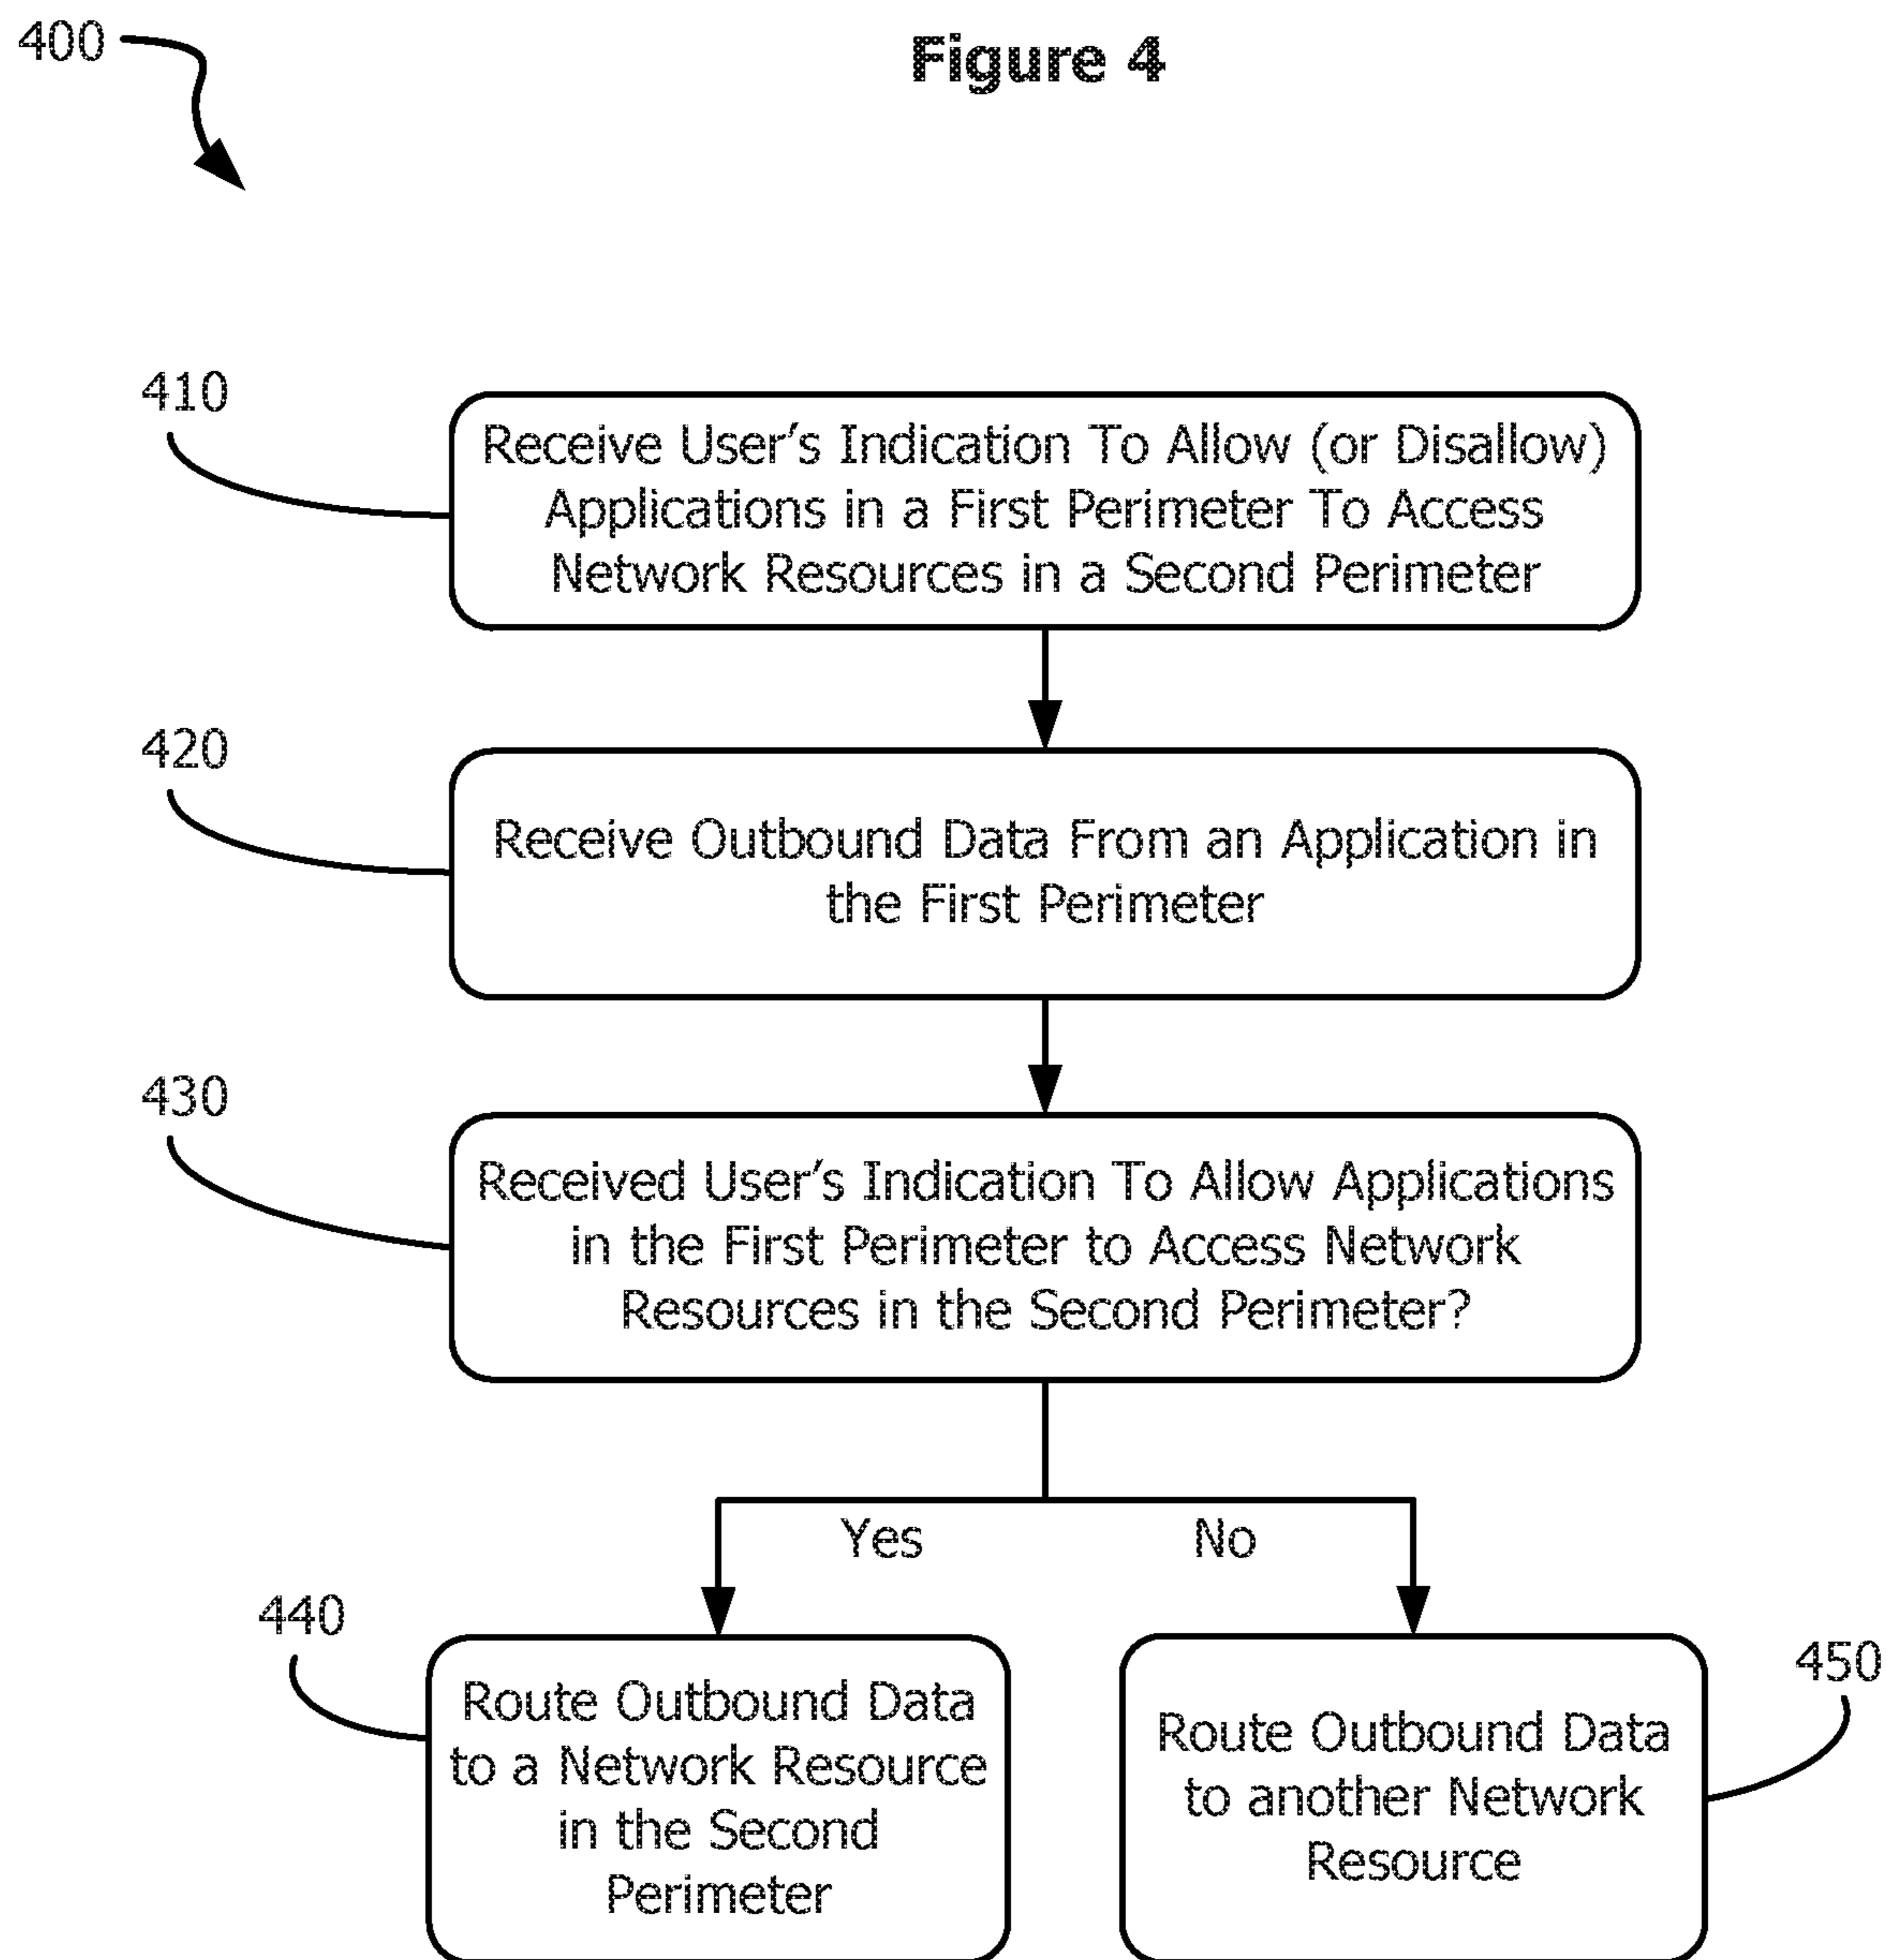 400
Figure 4
410
Receive User's Indication To Allow (or Disallow)
Applications in a First Perimeter To Access
Network Resources in a Second Perimeter
420
Receive Outbound Data From an Application in
the First Perimeter
430
Received User's Indication To Allow Applications
in the First Perimeter to Access Network
Resources in the Second Perimeter?
Yes
No
440
Route Outbound Data
to a Network Resource
in the Second
Perimeter
450
Route Outbound Data
to another Network
Resource